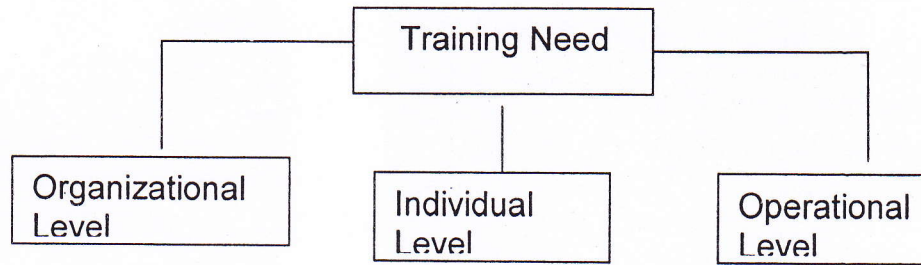 Training Need
Organizational
Level
Individual
Level
Operational
Level